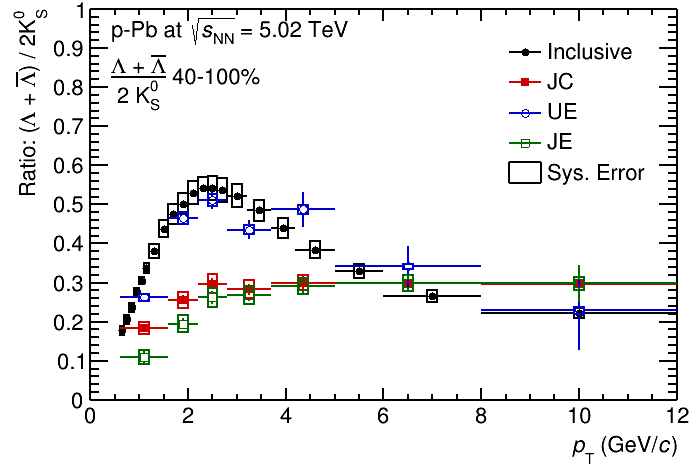 p-Pb at √s_NN = 5.02 TeV
Λ + Λ̅ / 2 K⁰_S 40-100%
Inclusive
JC
UE
JE
Sys. Error
Ratio: (Λ + Λ̅) / 2K⁰_S
1
0.9
0.8
0.7
0.6
0.5
0.4
0.3
0.2
0.1
0
0 2 4 6 8 10 12
p_T (GeV/c)